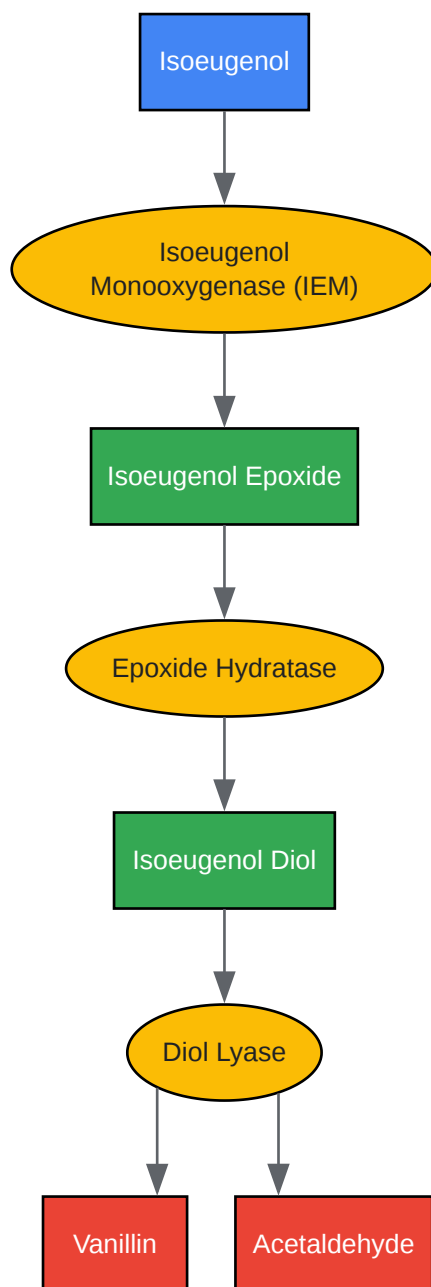 Isoeugenol
Isoeugenol
Monooxygenase (IEM)
Isoeugenol Epoxide
Epoxide Hydratase
Isoeugenol Diol
Diol Lyase
Vanillin
Acetaldehyde